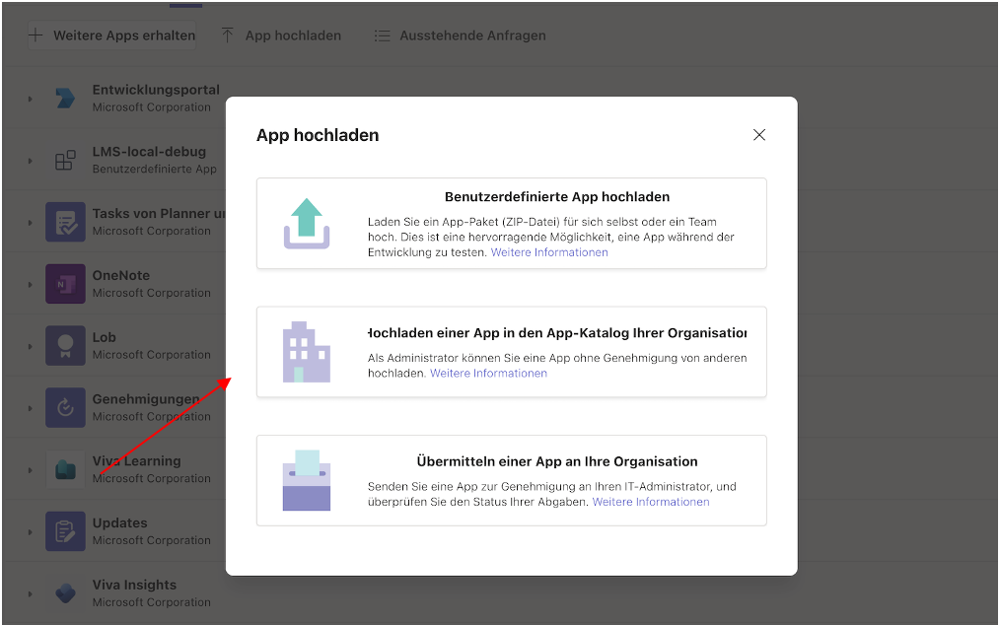 Weitere Apps erhalten
App hochladen
Ausstehende Anfragen
Entwicklungsportal
Microsoft Corporation
LMS-local-debug
Benutzerdefinierte App
Tasks von Planner u
Microsoft Corporation
OneNote
Microsoft Corporation
Lob
Microsoft Corporation
Genehmigungen
Microsoft Corporation
Viva Learning
Microsoft Corporation
Updates
Microsoft Corporation
Viva Insights
Microsoft Corporation
App hochladen
Benutzerdefinierte App hochladen
Laden Sie ein App-Paket (ZIP-Datei) für sich selbst oder ein Team
hoch. Dies ist eine hervorragende Möglichkeit, eine App während der
Entwicklung zu testen. Weitere Informationen
Hochladen einer App in den App-Katalog Ihrer Organisation
Als Administrator können Sie eine App ohne Genehmigung von anderen
hochladen. Weitere Informationen
Übermitteln einer App an Ihre Organisation
Senden Sie eine App zur Genehmigung an Ihren IT-Administrator, und
überprüfen Sie den Status Ihrer Abgaben. Weitere Informationen